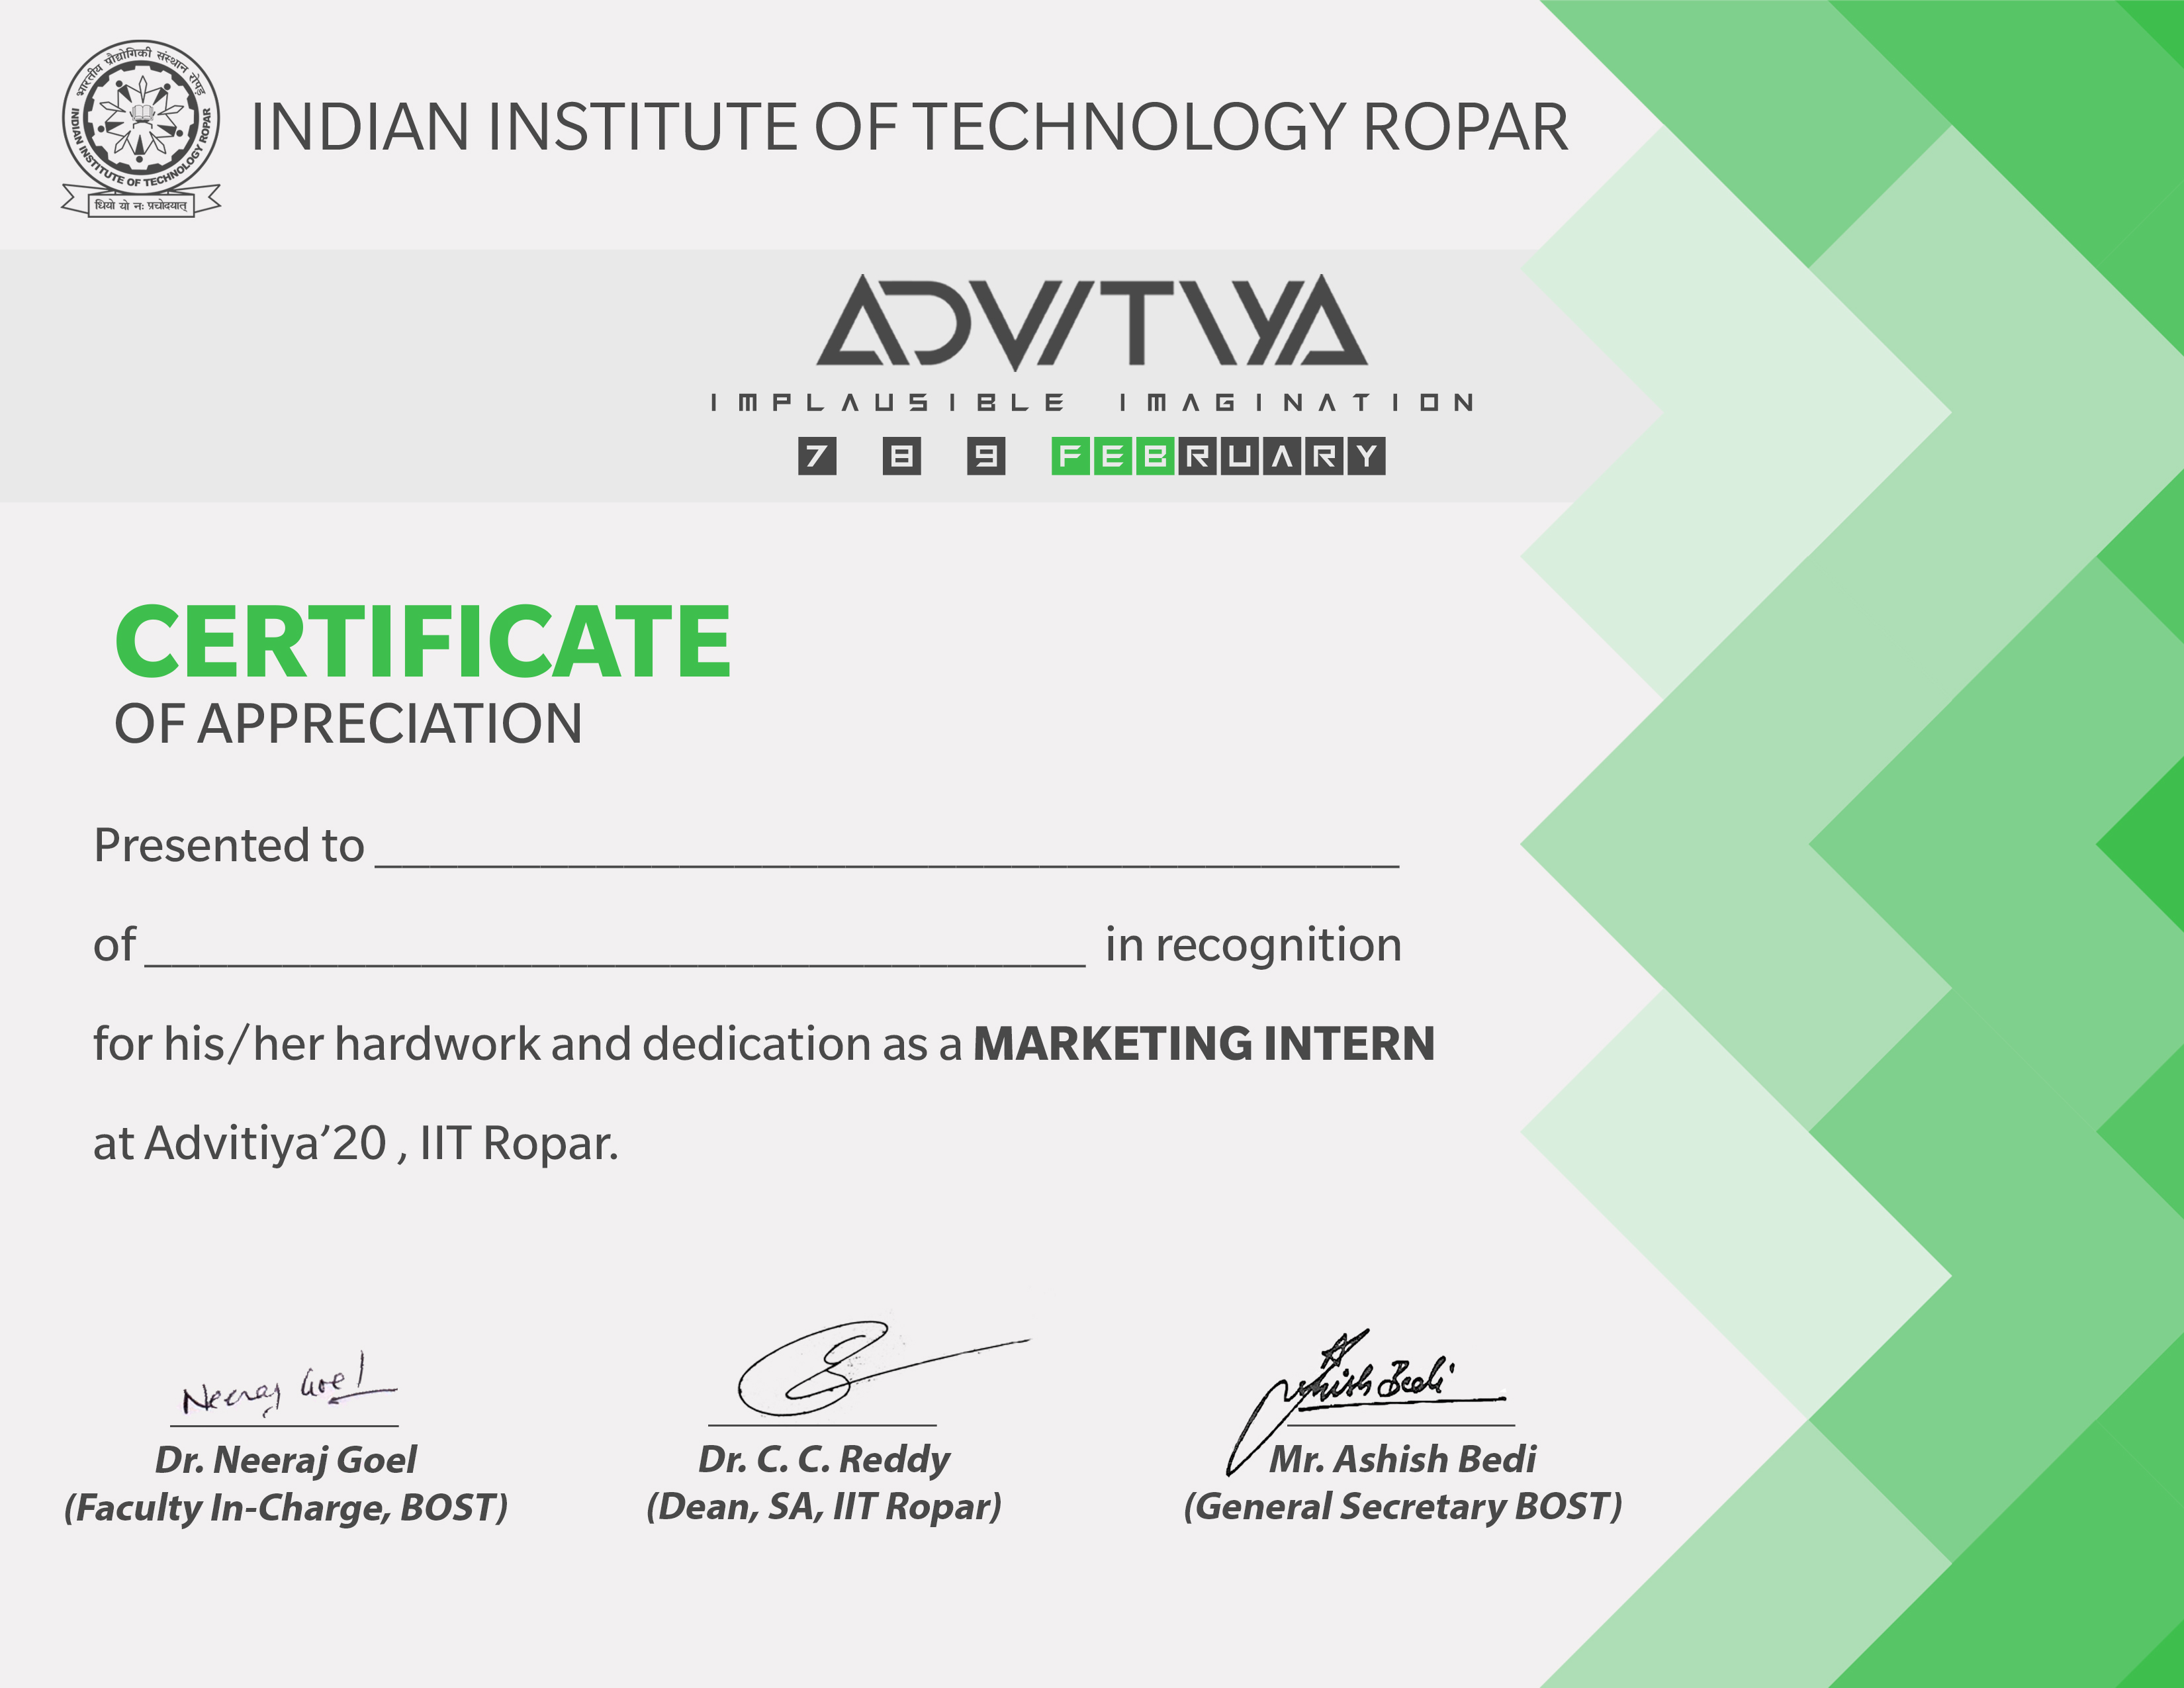 भारतीय प्रौद्योगिकी संस्थान रोपड़
INDIAN INSTITUTE OF TECHNOLOGY ROPAR
धियो यो नः प्रचोदयात्
INDIAN INSTITUTE OF TECHNOLOGY ROPAR
ADVITIYA
IMPLAUSIBLE IMAGINATION
7 8 9 FEBRUARY
CERTIFICATE
OF APPRECIATION
Presented to
of in recognition
for his/her hardwork and dedication as a MARKETING INTERN
at Advitiya’20 , IIT Ropar.
Neeraj Goel
Ashish Bedi
Dr. Neeraj Goel
(Faculty In-Charge, BOST)
Dr. C. C. Reddy
(Dean, SA, IIT Ropar)
Mr. Ashish Bedi
(General Secretary BOST)